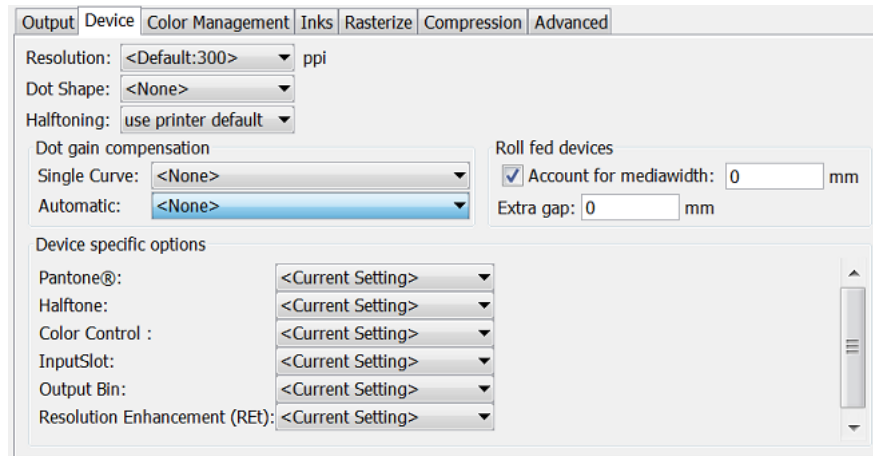 Output Device Color Management Inks Rasterize Compression Advanced
Resolution: <Default:300> ppi
Dot Shape: <None>
Halftoning: use printer default
Dot gain compensation
Single Curve: <None>
Automatic: <None>
Roll fed devices
Account for mediawidth: 0 mm
Extra gap: 0 mm
Device specific options
Pantone®: <Current Setting>
Halftone: <Current Setting>
Color Control : <Current Setting>
InputSlot: <Current Setting>
Output Bin: <Current Setting>
Resolution Enhancement (REt): <Current Setting>